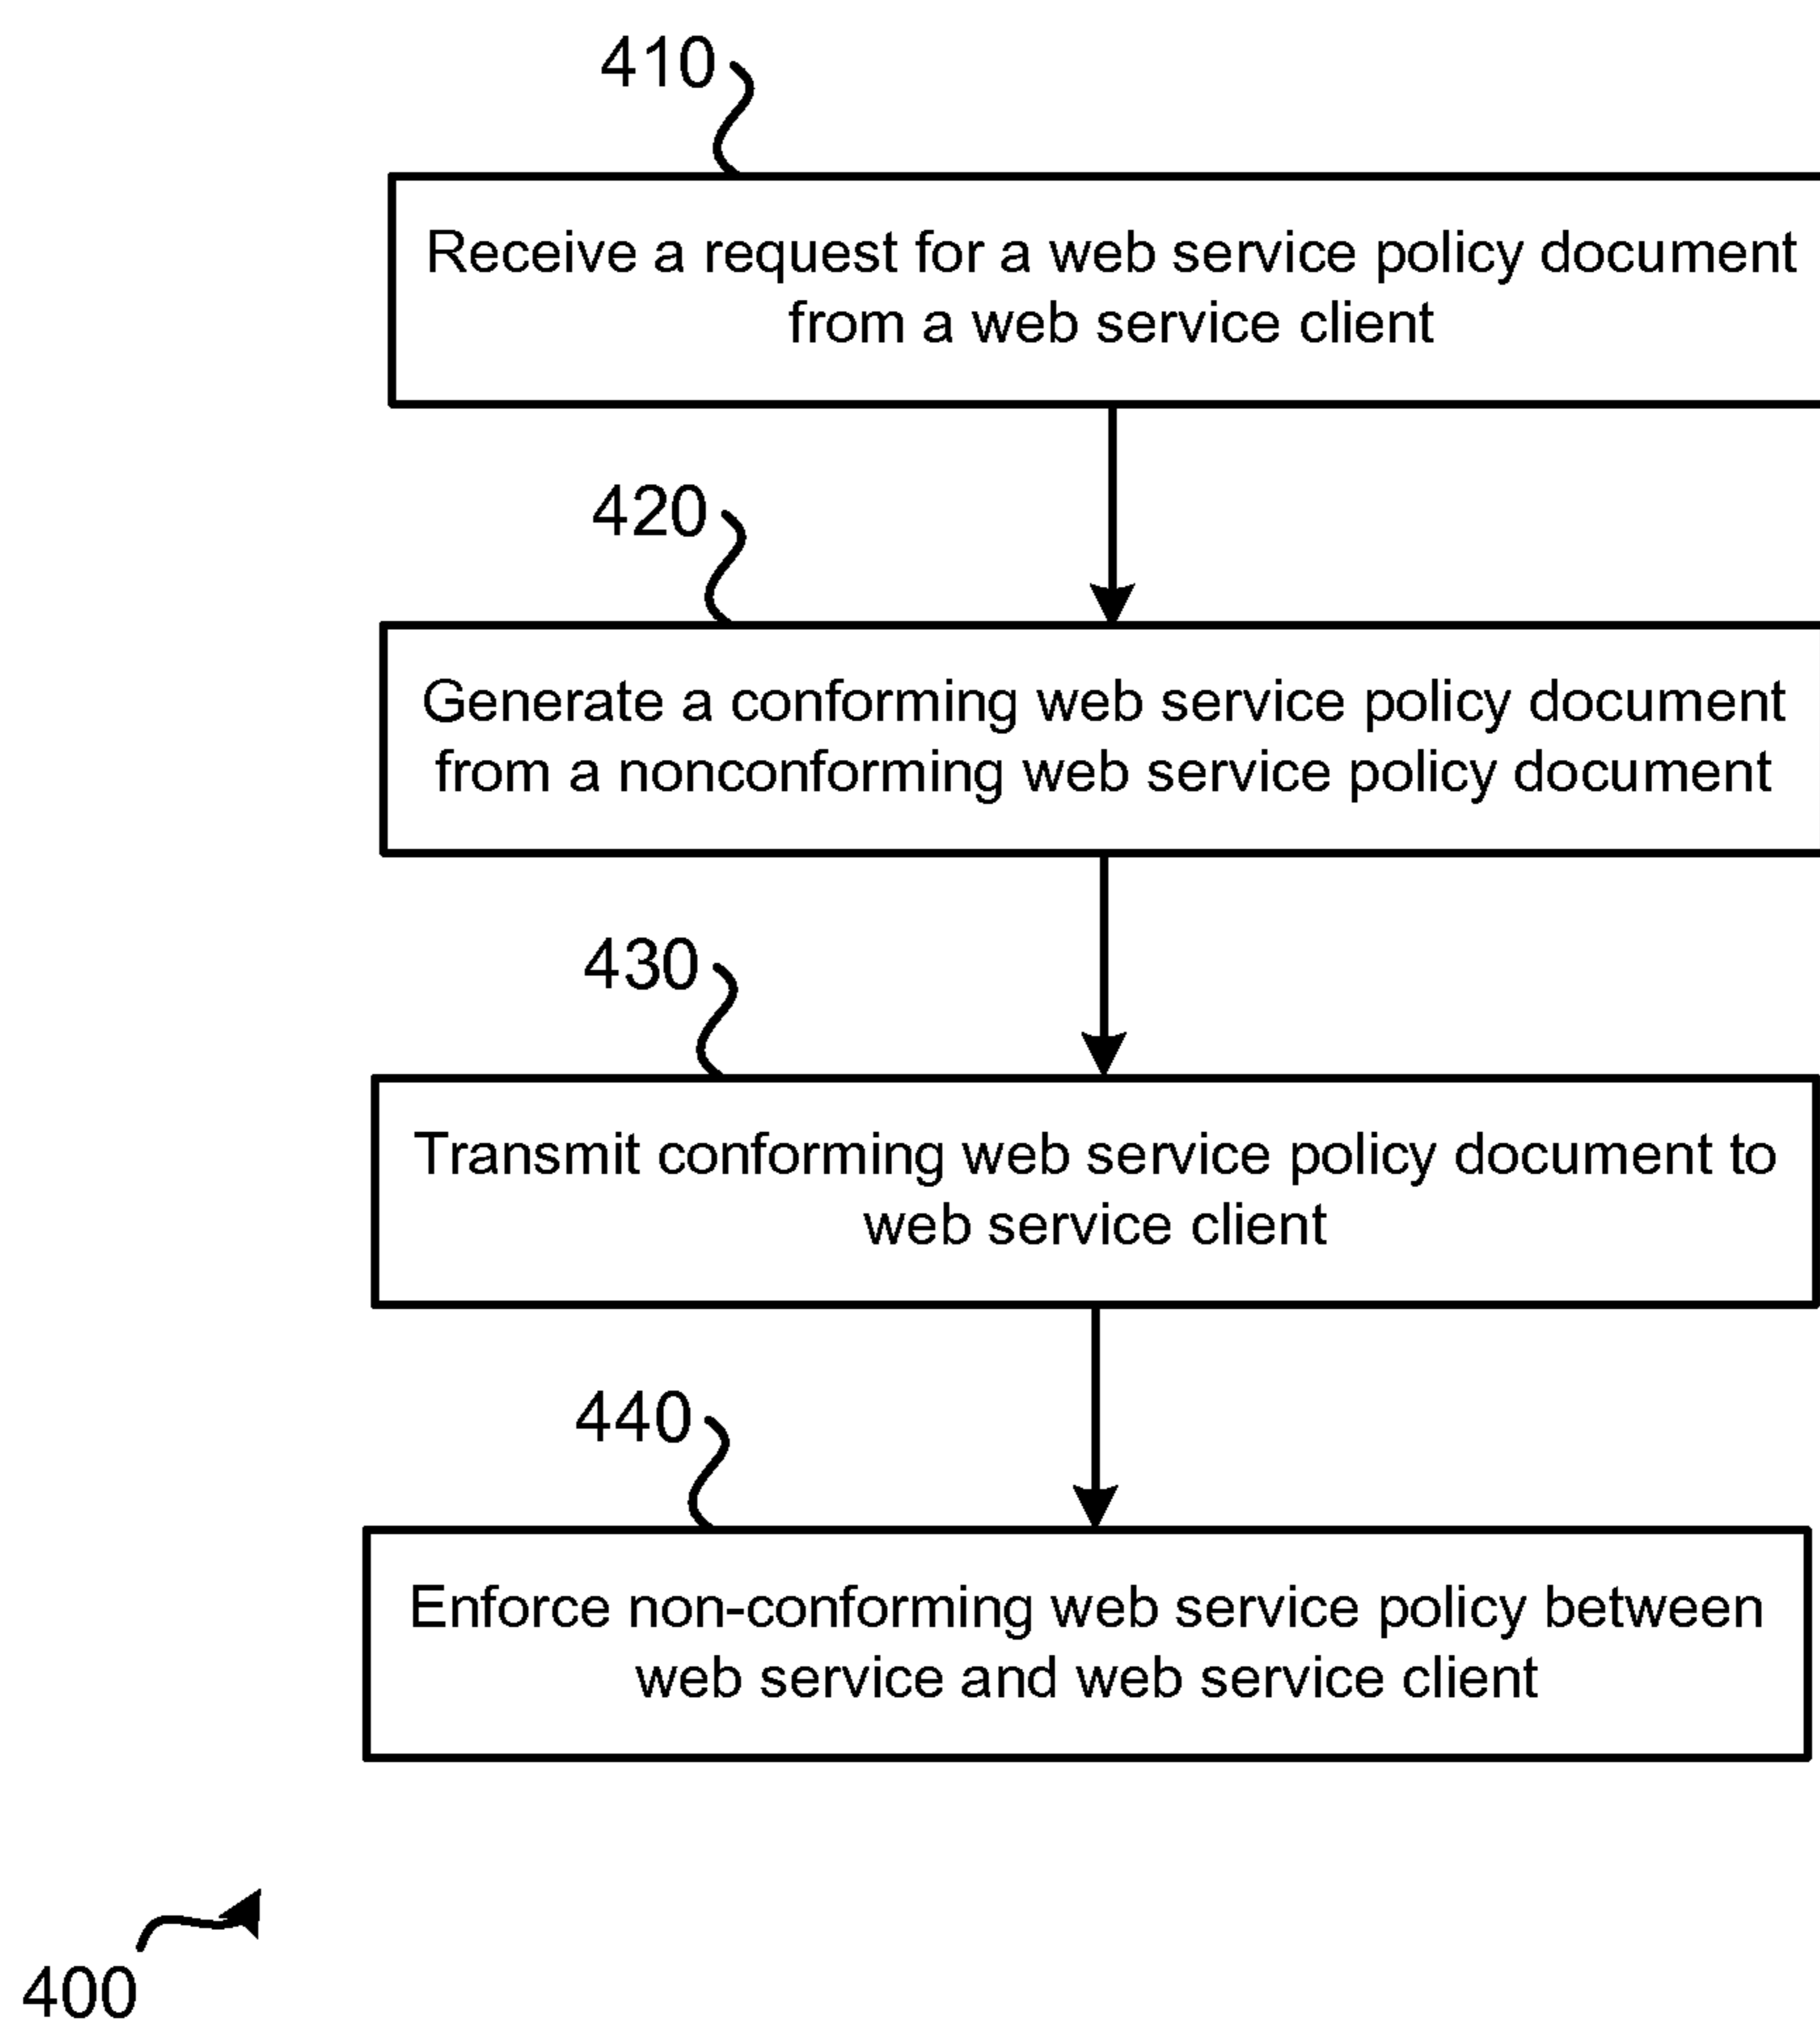 410
Receive a request for a web service policy document
from a web service client
420
Generate a conforming web service policy document
from a nonconforming web service policy document
430
Transmit conforming web service policy document to
web service client
440
Enforce non-conforming web service policy between
web service and web service client
400